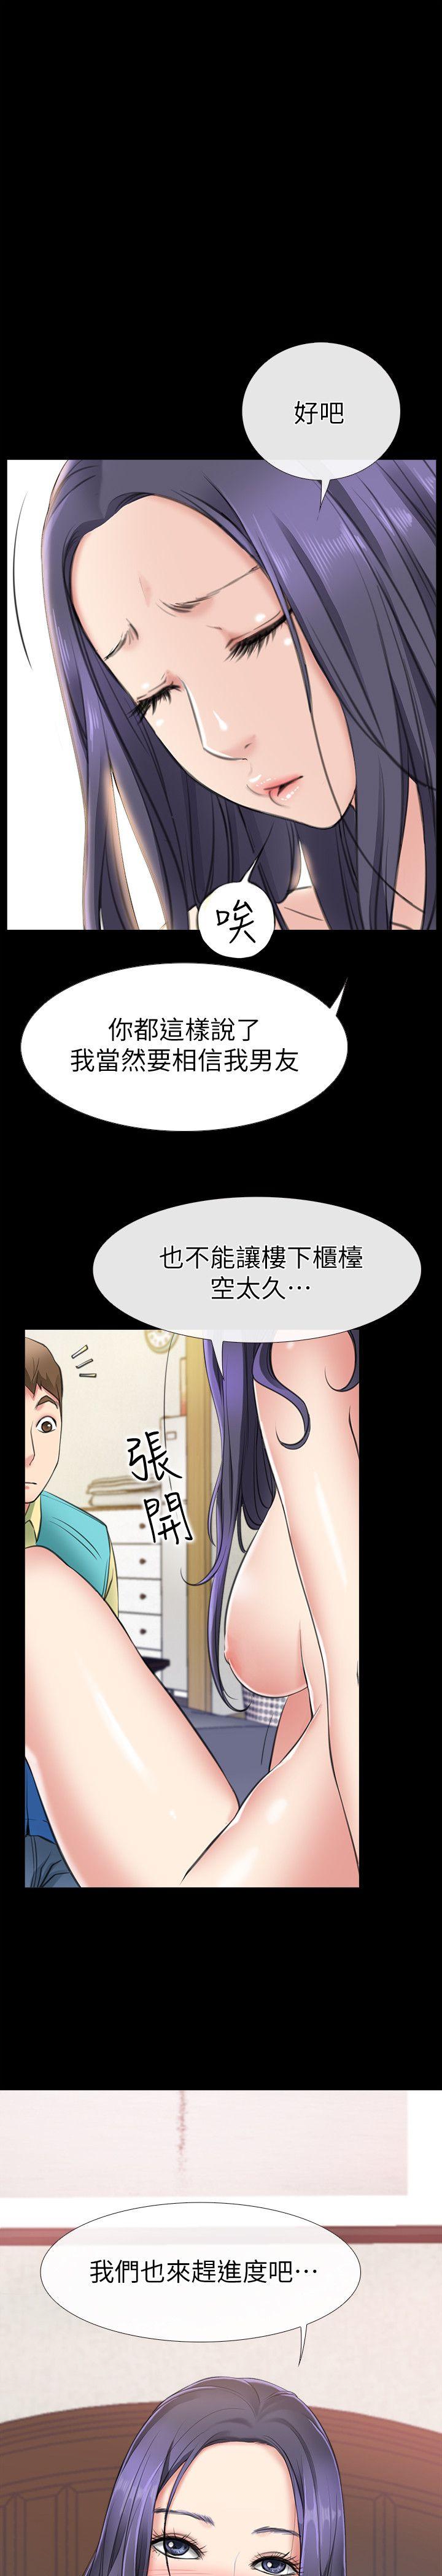 好吧
唉
你都這樣說了
我當然要相信我男友
也不能讓樓下櫃檯
空太久⋯
張
開
我們也來趕進度吧⋯